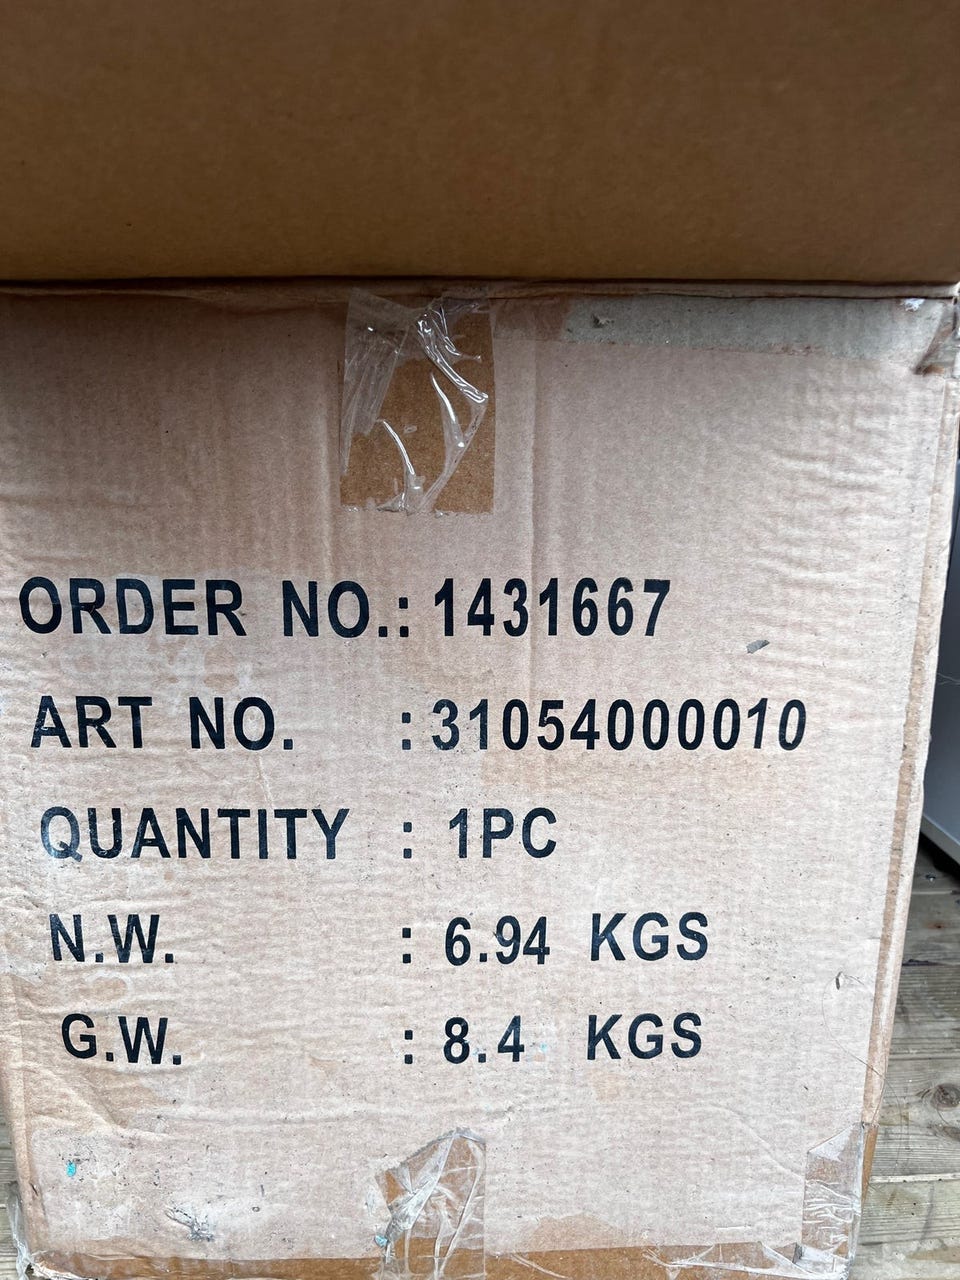 ORDER NO.: 1431667
ART NO. : 31054000010
QUANTITY : 1PC
N.W. : 6.94 KGS
G.W. : 8.4 KGS